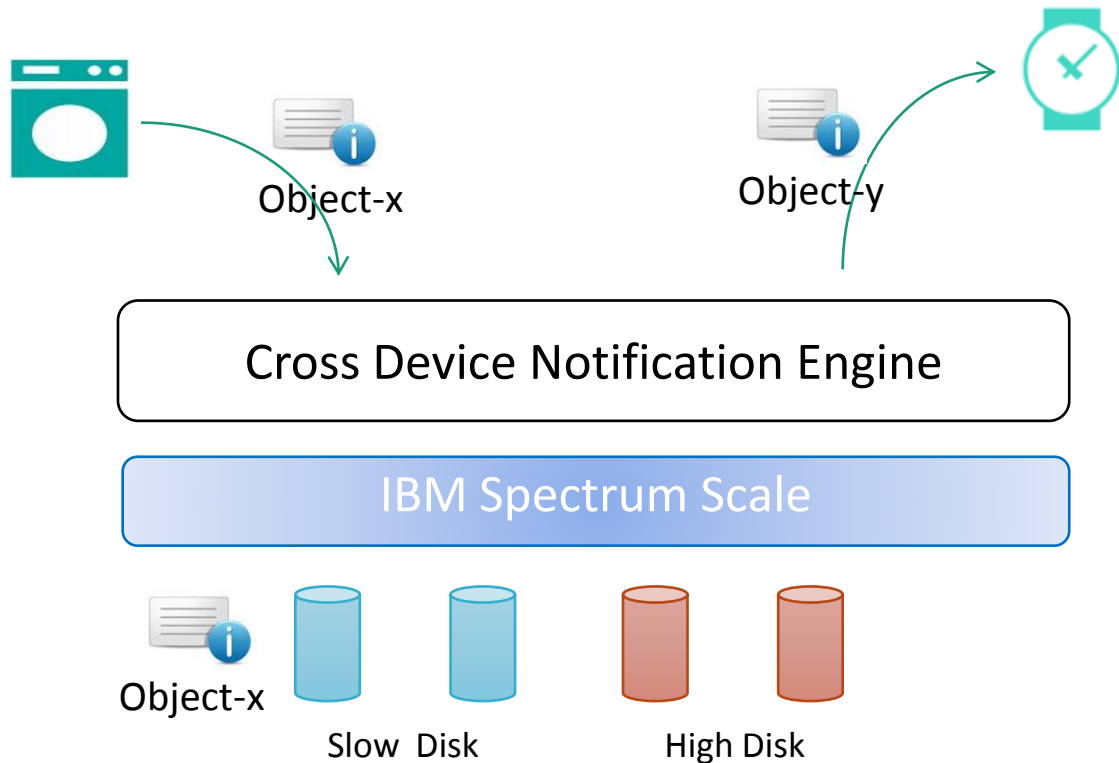 Object-x
Object-y
Cross Device Notification Engine
IBM Spectrum Scale
Object-x
Slow Disk
High Disk